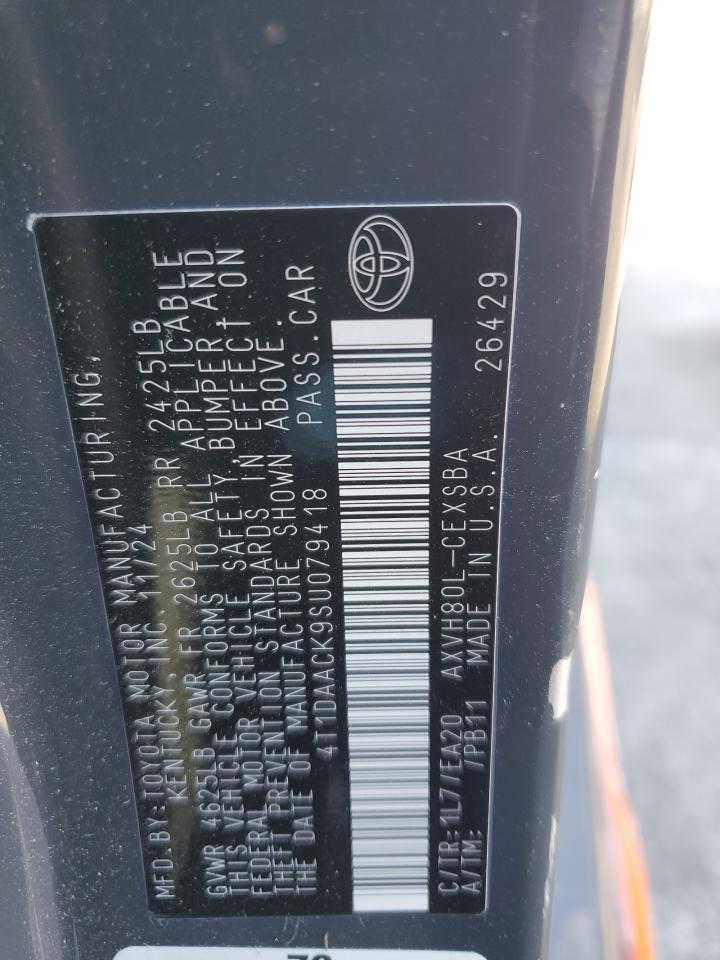 MFD. BY: TOYOTA MOTOR MANUFACTURING,
KENTUCKY, INC. 11/24
GVWR 4625LB GAWR FR 2625LB RR 2425LB
THIS VEHICLE CONFORMS TO ALL APPLICABLE
FEDERAL MOTOR VEHICLE SAFETY, BUMPER, AND
THEFT PREVENTION STANDARDS IN EFFECT ON
THE DATE OF MANUFACTURE SHOWN ABOVE.
4T1DAACK9SU079418 PASS. CAR
C/TR: 1L7/EA20 AXVH80L-CEXSBA
A/TM: /PB11 MADE IN U.S.A. 26429